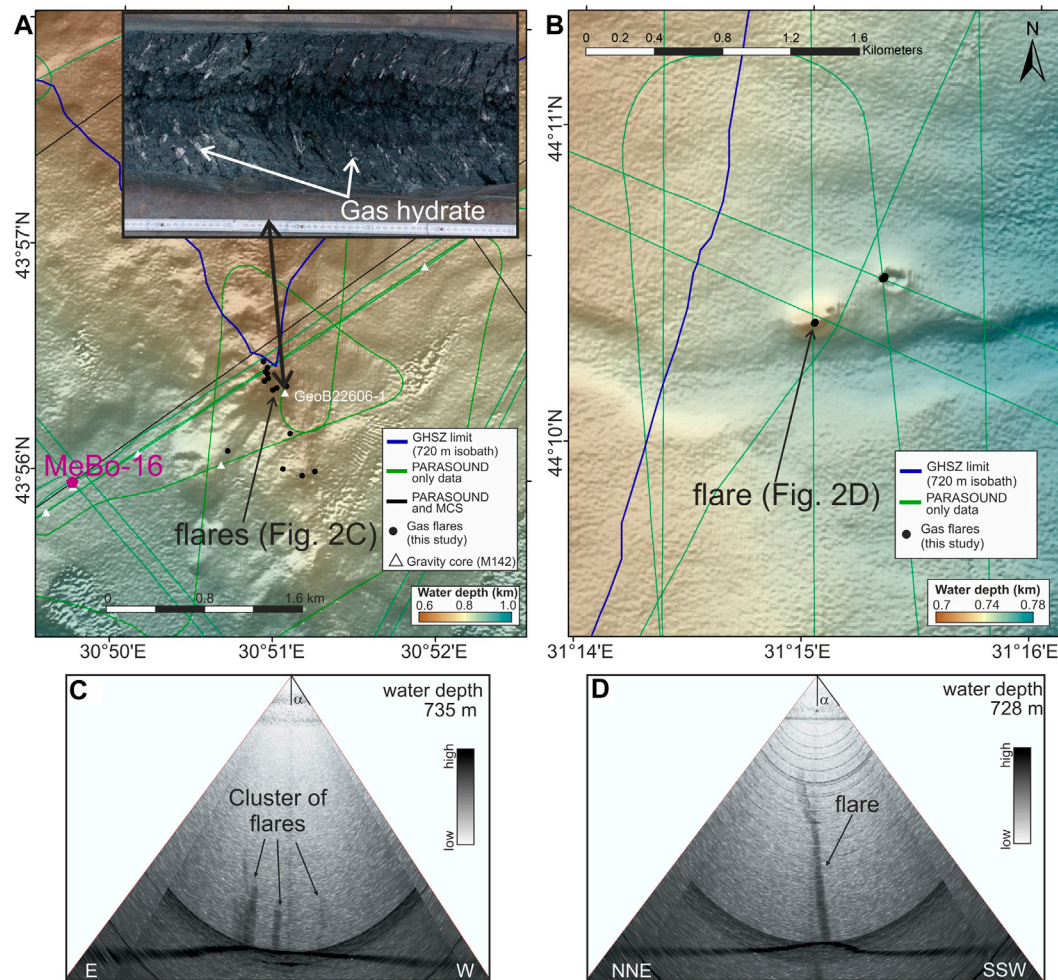 A
Gas hydrate
43°57'N
43°56'N
GeoB22606-1
MeBo-16
flares (Fig. 2C)
GHSZ limit
(720 m isobath)
PARASOUND
only data
PARASOUND
and MCS
Gas flares
(this study)
Gravity core (M142)
0 0.8 1.6 km
Water depth (km)
0.6 0.8 1.0
30°50'E 30°51'E 30°52'E
B
0 0.2 0.4 0.8 1.2 1.6
Kilometers
N
44°11'N
44°10'N
flare (Fig. 2D)
GHSZ limit
(720 m isobath)
PARASOUND
only data
Gas flares
(this study)
Water depth (km)
0.7 0.74 0.78
31°14'E 31°15'E 31°16'E
C
α
water depth
735 m
high
low
Cluster of
flares
E W
D
α
water depth
728 m
high
low
flare
NNE SSW